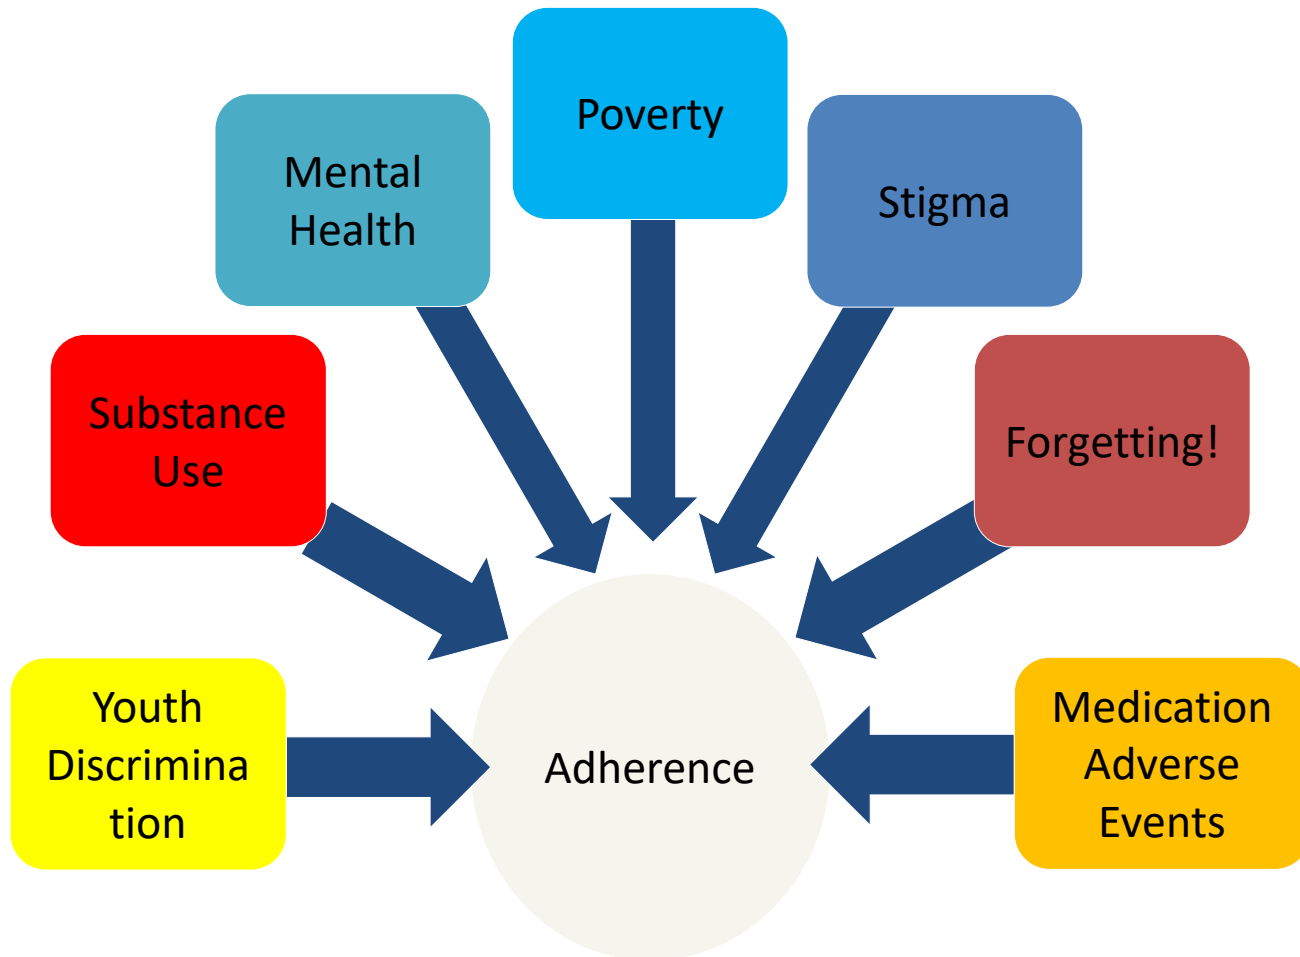 Poverty
Mental
Health
Stigma
Substance
Use
Forgetting!
Youth
Discrimina
tion
Adherence
Medication
Adverse
Events